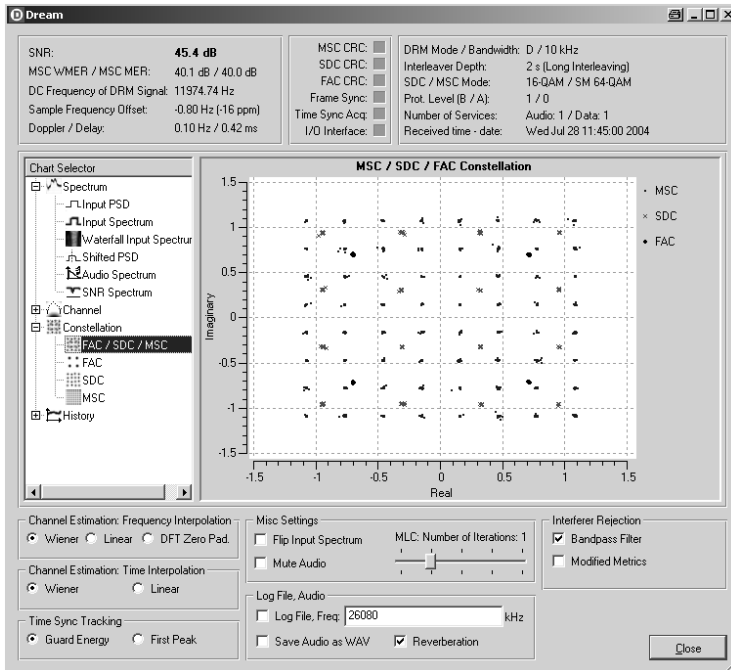 Dream
SNR: 45.4 dB
MSC WMER / MSC MER: 40.1 dB / 40.0 dB
DC Frequency of DRM Signal: 11974.74 Hz
Sample Frequency Offset: -0.80 Hz (-16 ppm)
Doppler / Delay: 0.10 Hz / 0.42 ms
MSC CRC:
SDC CRC:
FAC CRC:
Frame Sync:
Time Sync Acq:
I/O Interface:
DRM Mode / Bandwidth: D / 10 kHz
Interleaver Depth: 2 s (Long Interleaving)
SDC / MSC Mode: 16-QAM / SM 64-QAM
Prot. Level (B / A): 1 / 0
Number of Services: Audio: 1 / Data: 1
Received time - date: Wed Jul 28 11:45:00 2004
Chart Selector
Spectrum
Input PSD
Input Spectrum
Waterfall Input Spectrur
Shifted PSD
Audio Spectrum
SNR Spectrum
Channel
Constellation
FAC / SDC / MSC
FAC
SDC
MSC
History
MSC / SDC / FAC Constellation
1.5
1
0.5
0
-0.5
-1
-1.5
Imaginary
-1.5 -1 -0.5 0 0.5 1 1.5
Real
MSC
SDC
FAC
Channel Estimation: Frequency Interpolation
Wiener Linear DFT Zero Pad.
Channel Estimation: Time Interpolation
Wiener Linear
Time Sync Tracking
Guard Energy First Peak
Misc Settings
Flip Input Spectrum
Mute Audio
MLC: Number of Iterations: 1
Log File, Audio
Log File, Freq: 26080 kHz
Save Audio as WAV Reverberation
Interferer Rejection
Bandpass Filter
Modified Metrics
Close